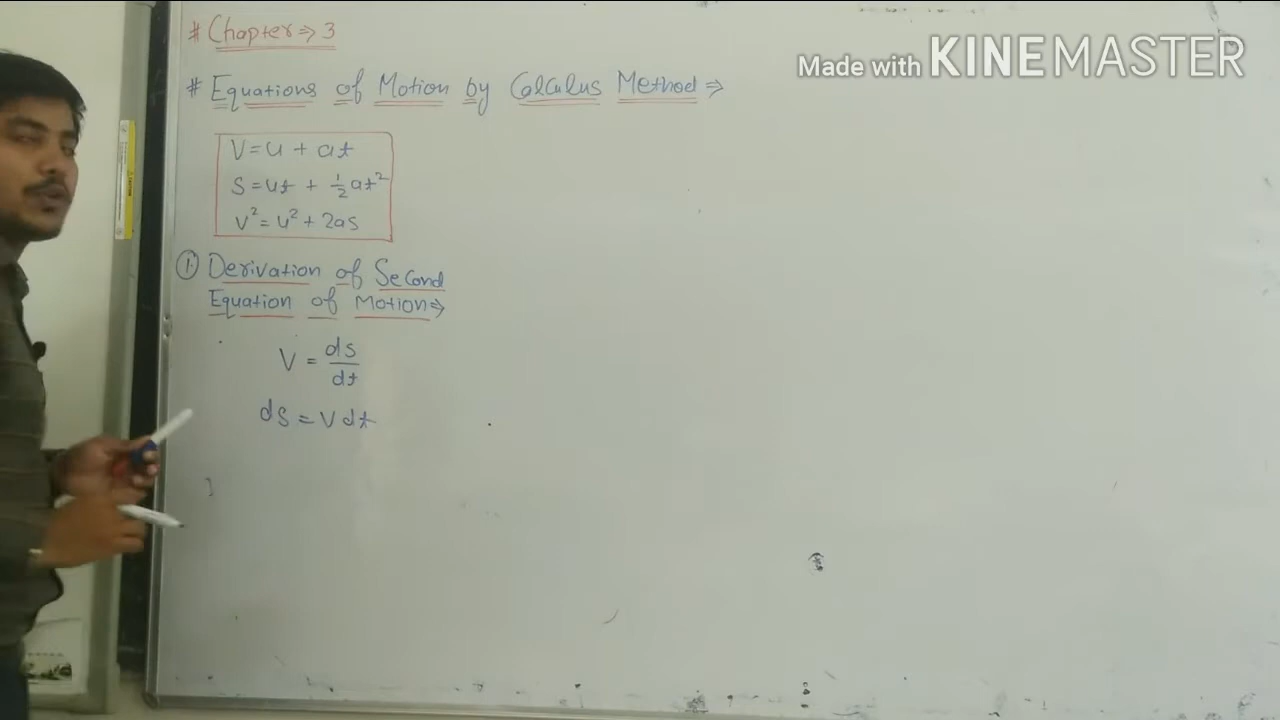 # Chapter ⇒ 3
Made with KINEMASTER
# Equations of Motion by Calculus Method ⇒
V = u + at
S = ut + ½at²
V² = u² + 2as
① Derivation of Second
Equation of Motion ⇒
V = ds/dt
ds = Vdt